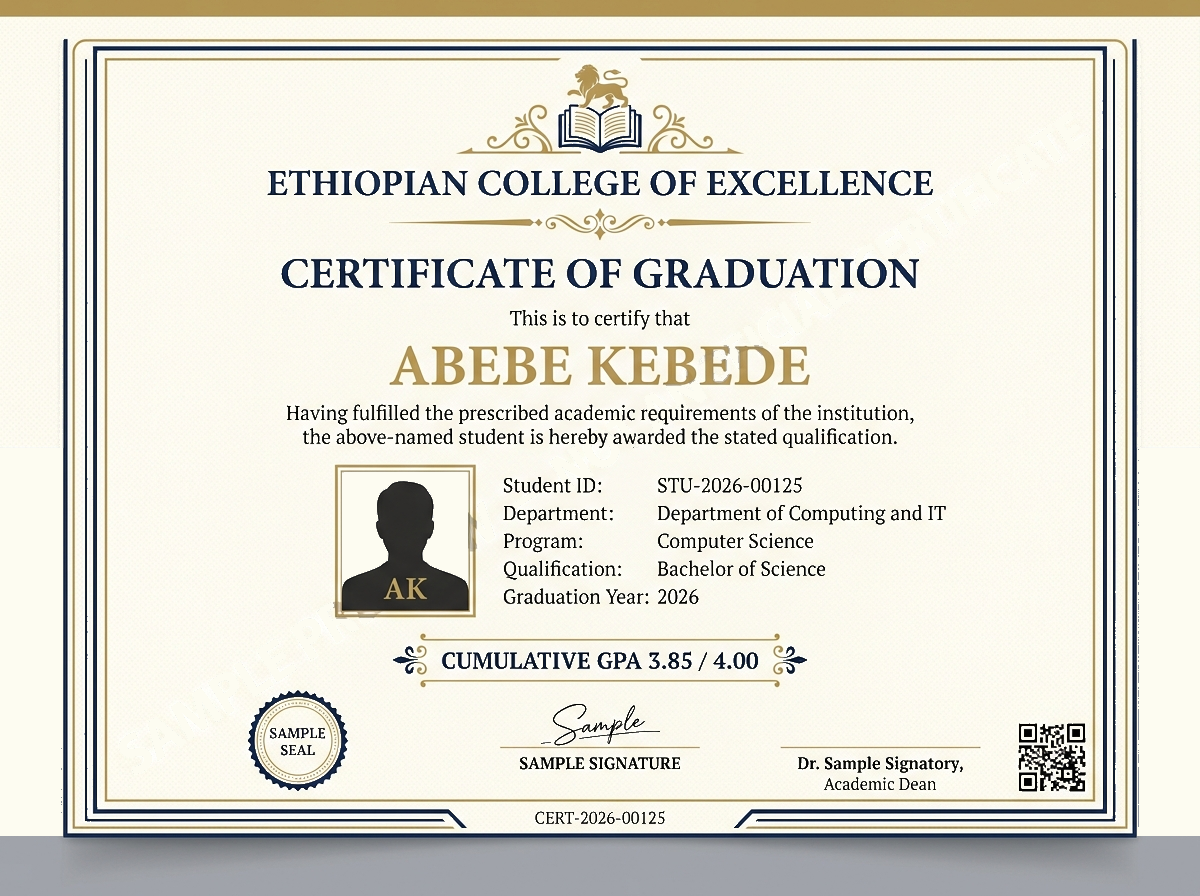 ETHIOPIAN COLLEGE OF EXCELLENCE
CERTIFICATE OF GRADUATION
This is to certify that
ABEBE KEBEDE
Having fulfilled the prescribed academic requirements of the institution,
the above-named student is hereby awarded the stated qualification.
AK
Student ID: STU-2026-00125
Department: Department of Computing and IT
Program: Computer Science
Qualification: Bachelor of Science
Graduation Year: 2026
CUMULATIVE GPA 3.85 / 4.00
SAMPLE
SEAL
Sample
SAMPLE SIGNATURE
Dr. Sample Signatory,
Academic Dean
CERT-2026-00125